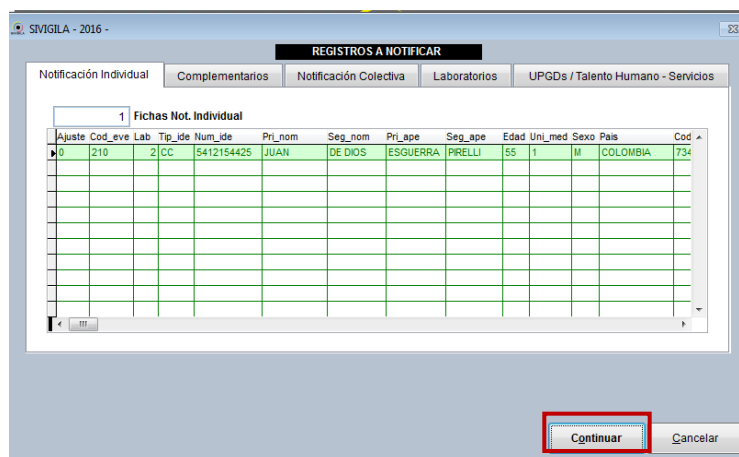 SIVIGILA - 2016 -
REGISTROS A NOTIFICAR
Notificación Individual Complementarios Notificación Colectiva Laboratorios UPGDs / Talento Humano - Servicios
1 Fichas Not. Individual
Ajuste Cod_eve Lab Tip_ide Num_ide Pri_nom Seg_nom Pri_ape Seg_ape Edad Uni_med Sexo Pais Cod
0 210 2 CC 5412154425 JUAN DE DIOS ESGUERRA PIRELLI 55 1 M COLOMBIA 734
Continuar Cancelar